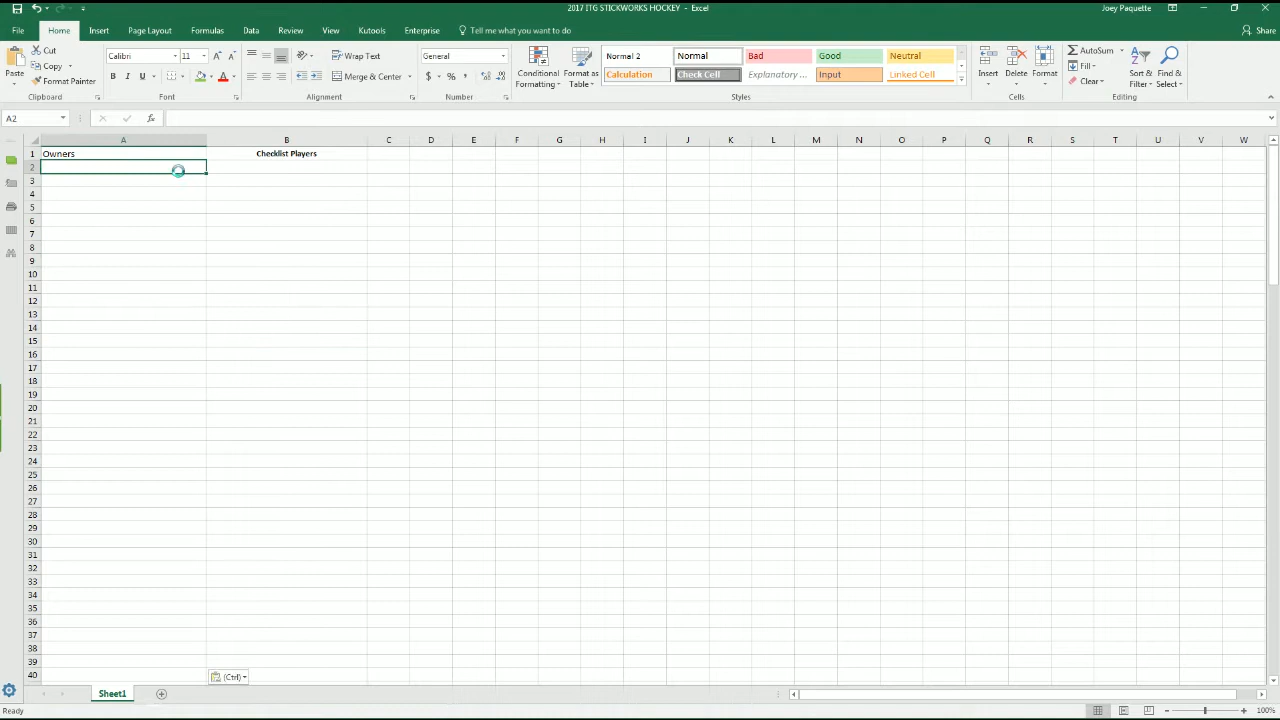 2017 ITG STICKWORKS HOCKEY - Excel
Joey Paquette
File Home Insert Page Layout Formulas Data Review View Kutools Enterprise Tell me what you want to do Share
Paste
Cut
Copy
Format Painter
Clipboard
Calibri 11
B I U
Font
Wrap Text
Merge & Center
Alignment
General
$ % ,
Number
Conditional Formatting
Format as Table
Normal 2 Normal Bad Good Neutral
Calculation Check Cell Explanatory ... Input Linked Cell
Styles
Insert Delete Format
Cells
AutoSum
Fill
Clear
Sort & Filter
Find & Select
Editing
A2 fx
A B C D E F G H I J K L M N O P Q R S T U V W
1 Owners Checklist Players
2
3
4
5
6
7
8
9
10
11
12
13
14
15
16
17
18
19
20
21
22
23
24
25
26
27
28
29
30
31
32
33
34
35
36
37
38
39
40
(Ctrl)
Sheet1
Ready 100%